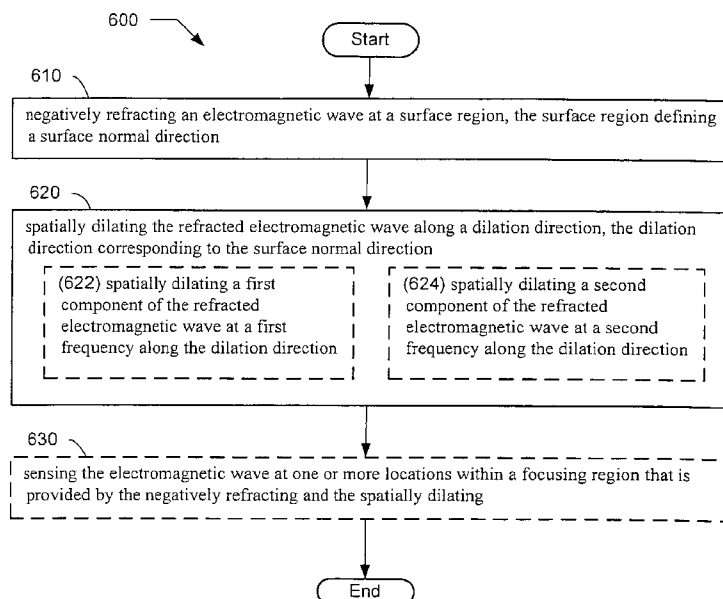 600
Start
610
negatively refracting an electromagnetic wave at a surface region, the surface region defining
a surface normal direction
620
spatially dilating the refracted electromagnetic wave along a dilation direction, the dilation
direction corresponding to the surface normal direction
(622) spatially dilating a first
component of the refracted
electromagnetic wave at a first
frequency along the dilation direction
(624) spatially dilating a second
component of the refracted
electromagnetic wave at a second
frequency along the dilation direction
630
sensing the electromagnetic wave at one or more locations within a focusing region that is
provided by the negatively refracting and the spatially dilating
End